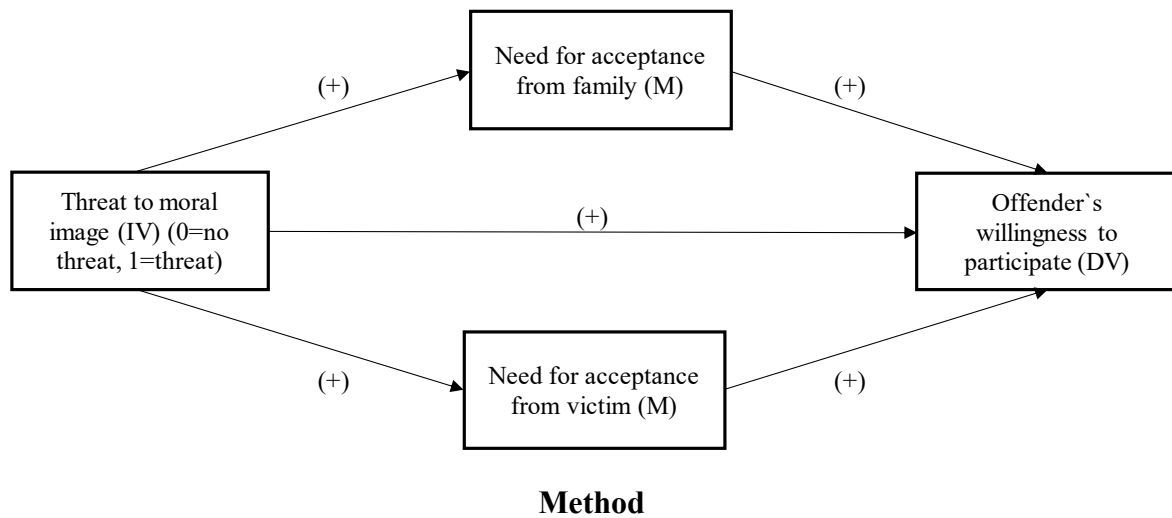 Need for acceptance
from family (M)
(+)
(+)
Threat to moral
image (IV) (0=no
threat, 1=threat)
(+)
Offender`s
willingness to
participate (DV)
(+)
Need for acceptance
from victim (M)
(+)
Method